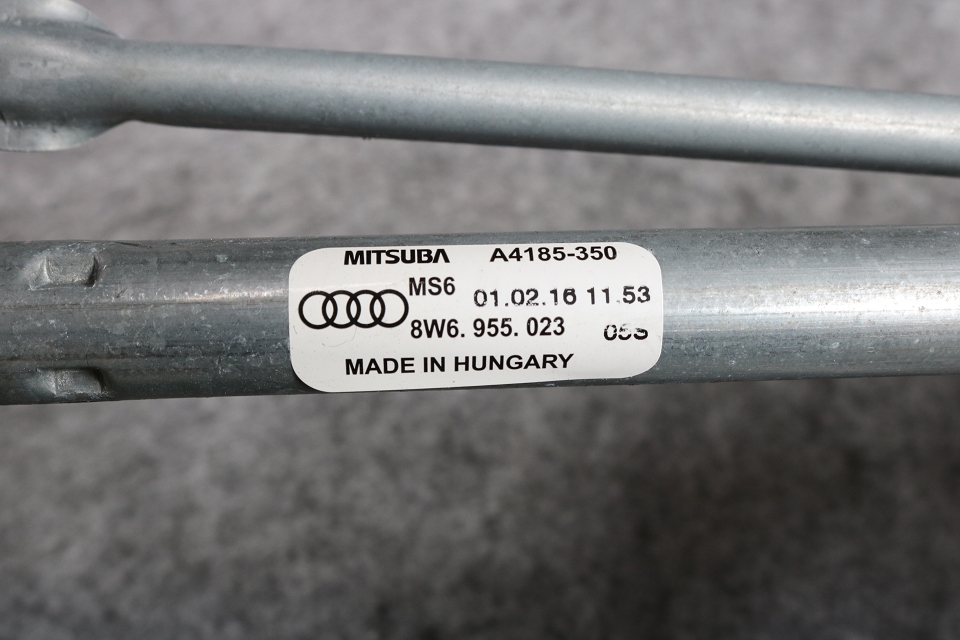 MITSUBA A4185-350
MS6 01.02.16 11.53
8W6. 955. 023
MADE IN HUNGARY